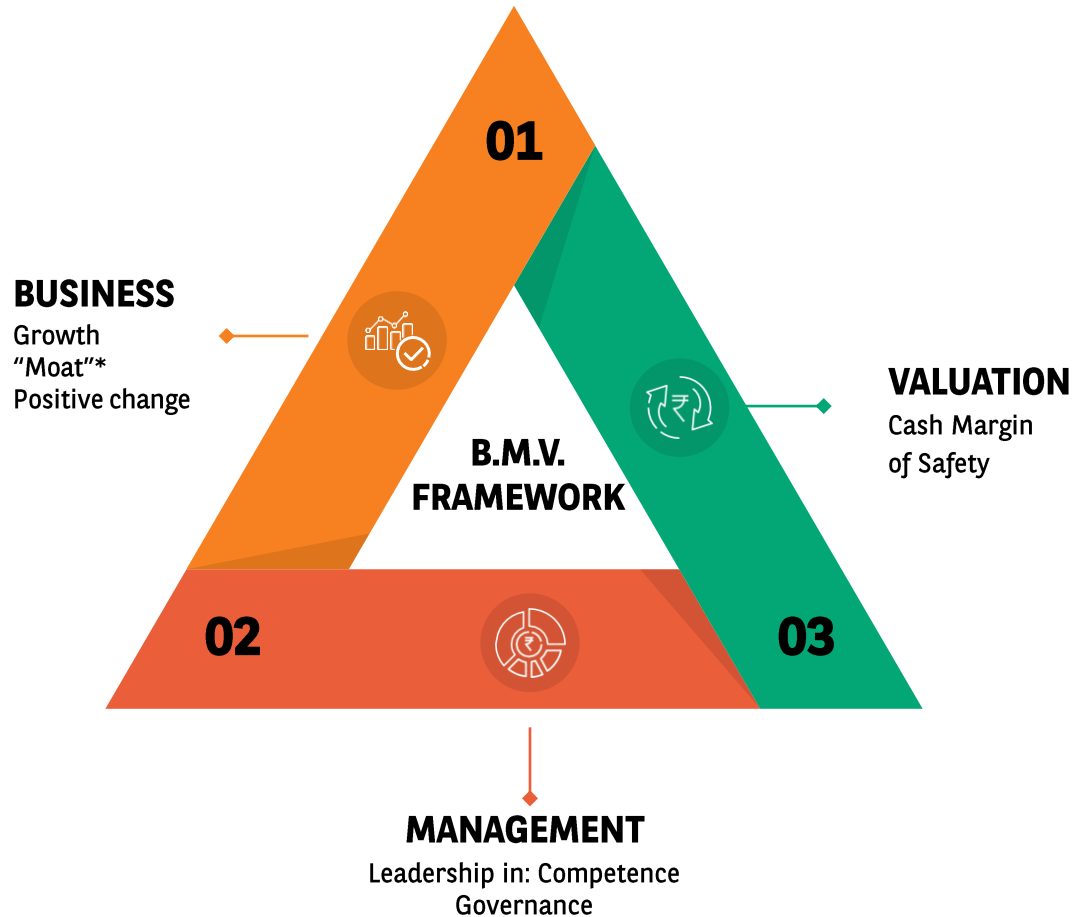 01
BUSINESS
Growth
“Moat”*
Positive change
B.M.V.
FRAMEWORK
₹
VALUATION
Cash Margin
of Safety
02
₹
03
MANAGEMENT
Leadership in: Competence
Governance